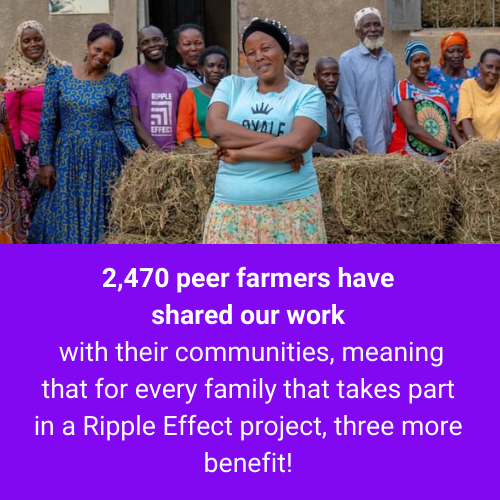 RIPPLE
EFFECT
ROYALE
2,470 peer farmers have
shared our work
with their communities, meaning
that for every family that takes part
in a Ripple Effect project, three more
benefit!